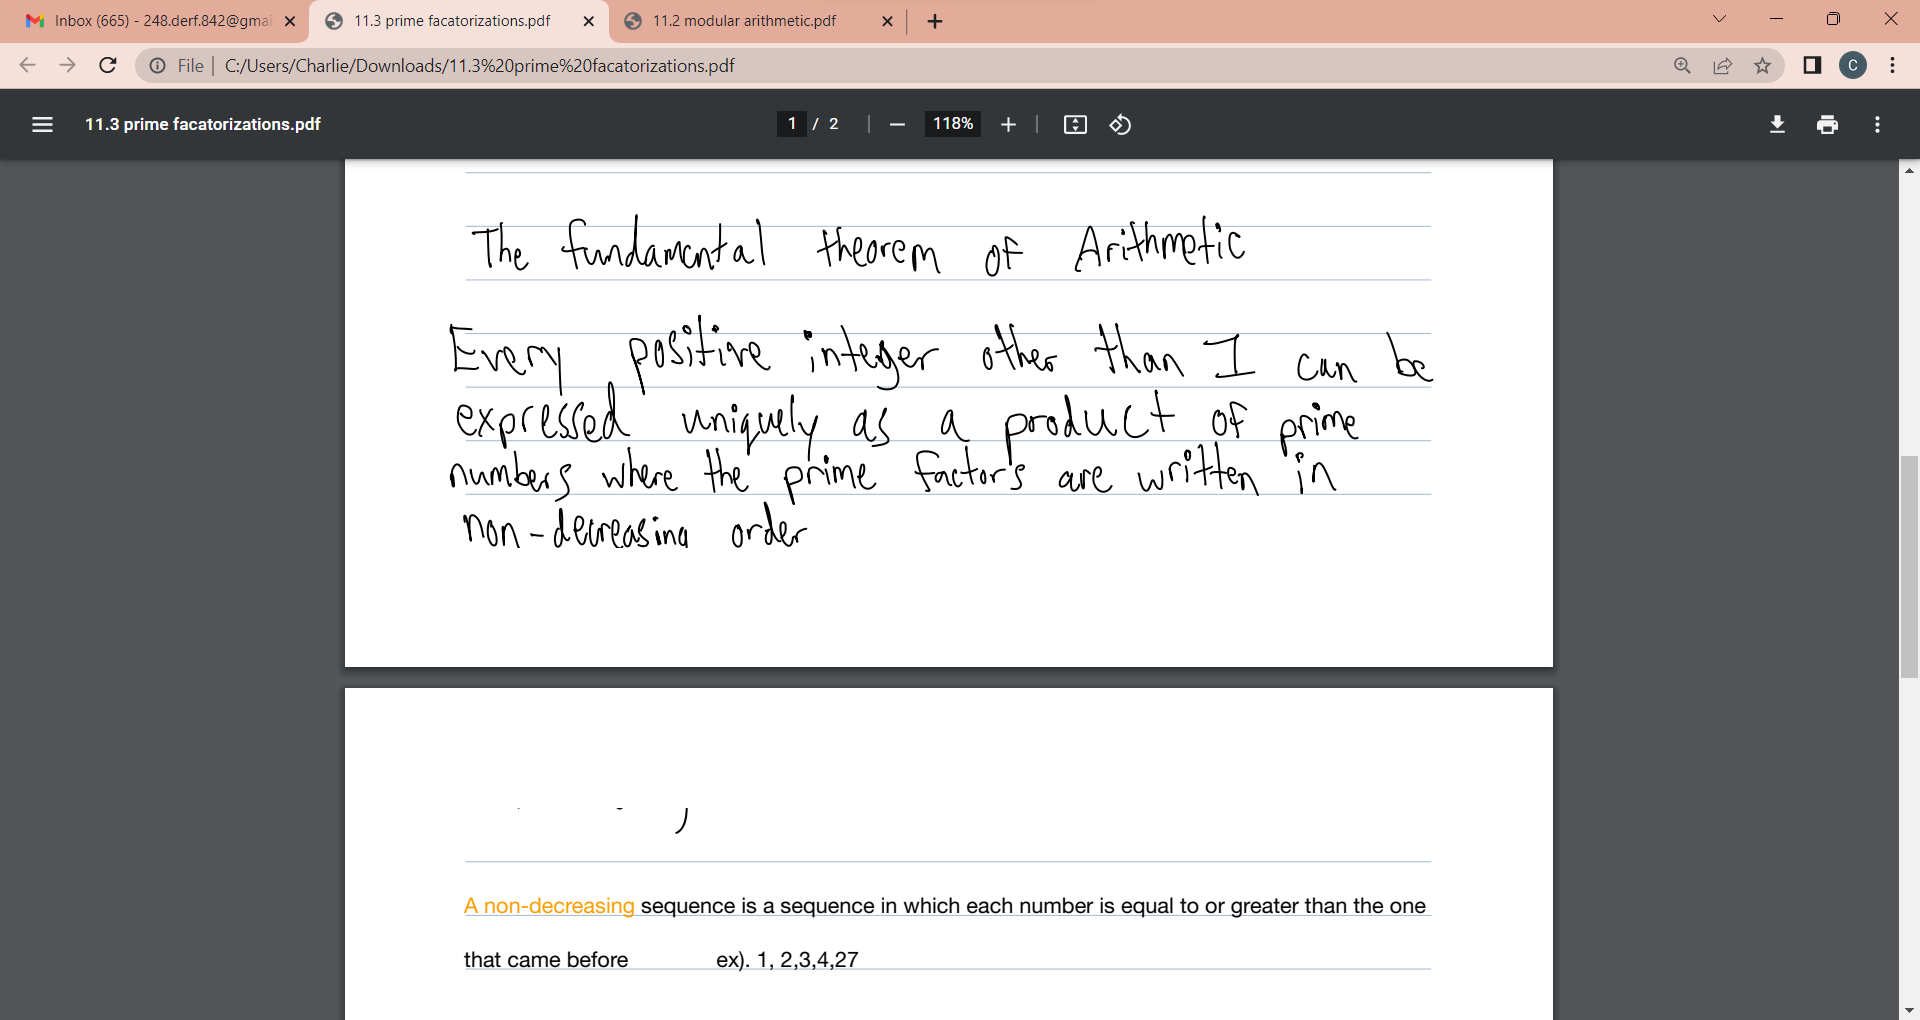 Inbox (665) - 248.derf.842@gmai
11.3 prime facatorizations.pdf
11.2 modular arithmetic.pdf
File | C:/Users/Charlie/Downloads/11.3%20prime%20facatorizations.pdf
C
11.3 prime facatorizations.pdf
1 / 2
118%
The fundamental theorem of Arithmetic
Every positive integer other than 1 can be
expressed uniquely as a product of prime
numbers where the prime factors are written in
non-decreasing order
A non-decreasing sequence is a sequence in which each number is equal to or greater than the one
that came before ex). 1, 2,3,4,27